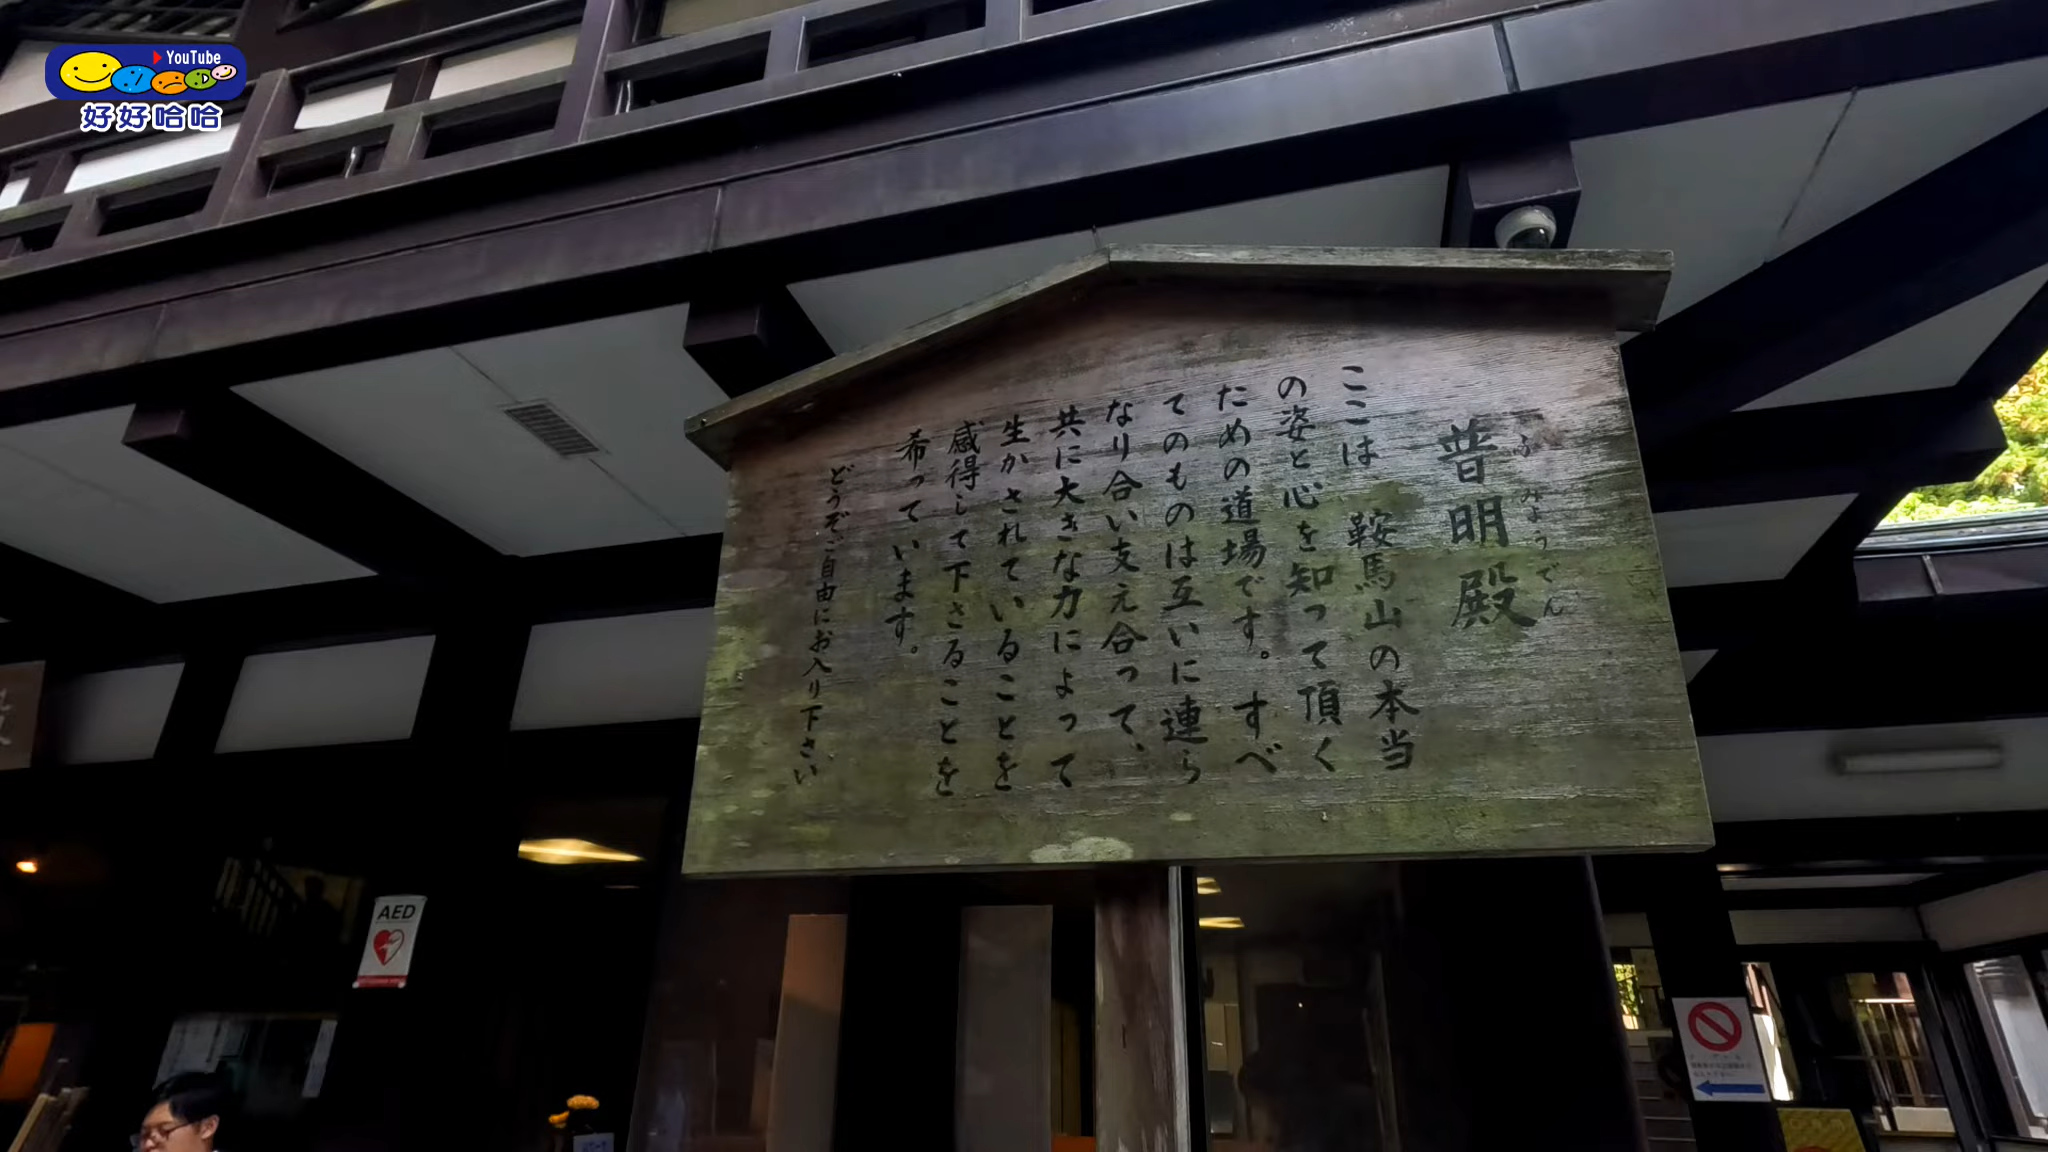 YouTube
好好哈哈
普明殿
ふみょうでん
ここは 鞍馬山の本当
の姿と心を知って頂く
ための道場です。すべ
てのものは互いに連ら
なり合い支え合って、
共に大きな力によって
生かされていることを
感得して下さることを
希っています。
どうぞご自由にお入り下さい
AED